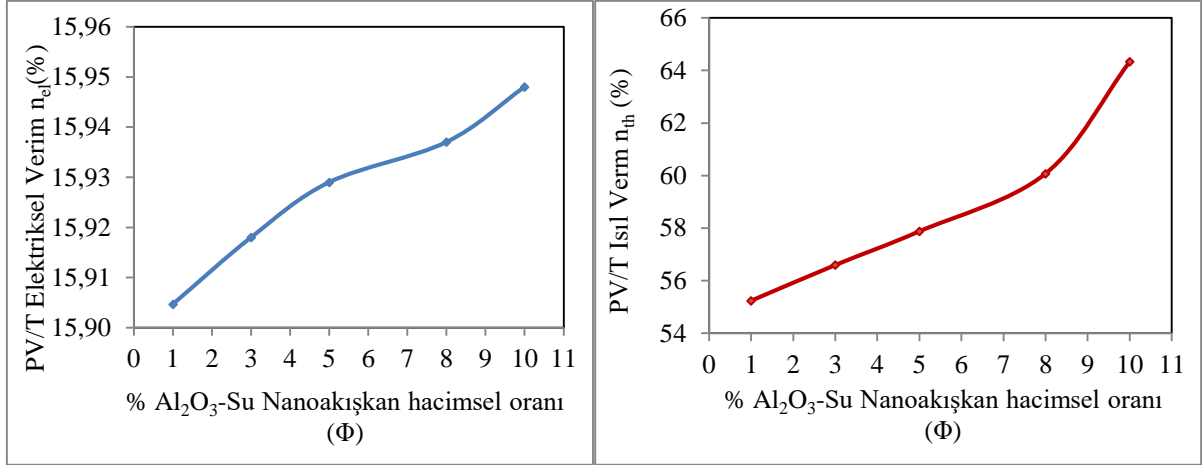 PV/T Elektriksel Verim n_el(%)
15,96
15,95
15,94
15,93
15,92
15,91
15,90
0 1 2 3 4 5 6 7 8 9 10 11
% Al₂O₃-Su Nanoakışkan hacimsel oranı
(Φ)
PV/T Isıl Verm n_th (%)
66
64
62
60
58
56
54
0 1 2 3 4 5 6 7 8 9 10 11
% Al₂O₃-Su Nanoakışkan hacimsel oranı
(Φ)